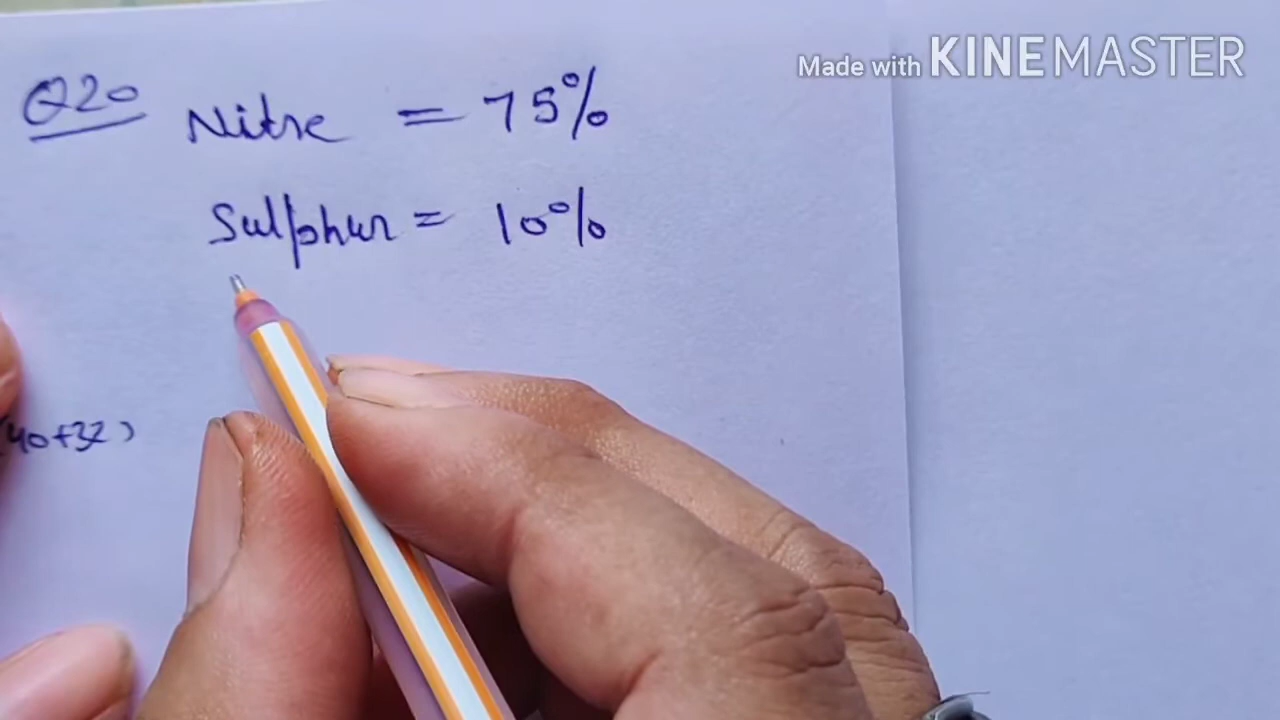 Made with KINEMASTER
Q20 Nitre = 75%
Sulphur = 10%
(40+32)